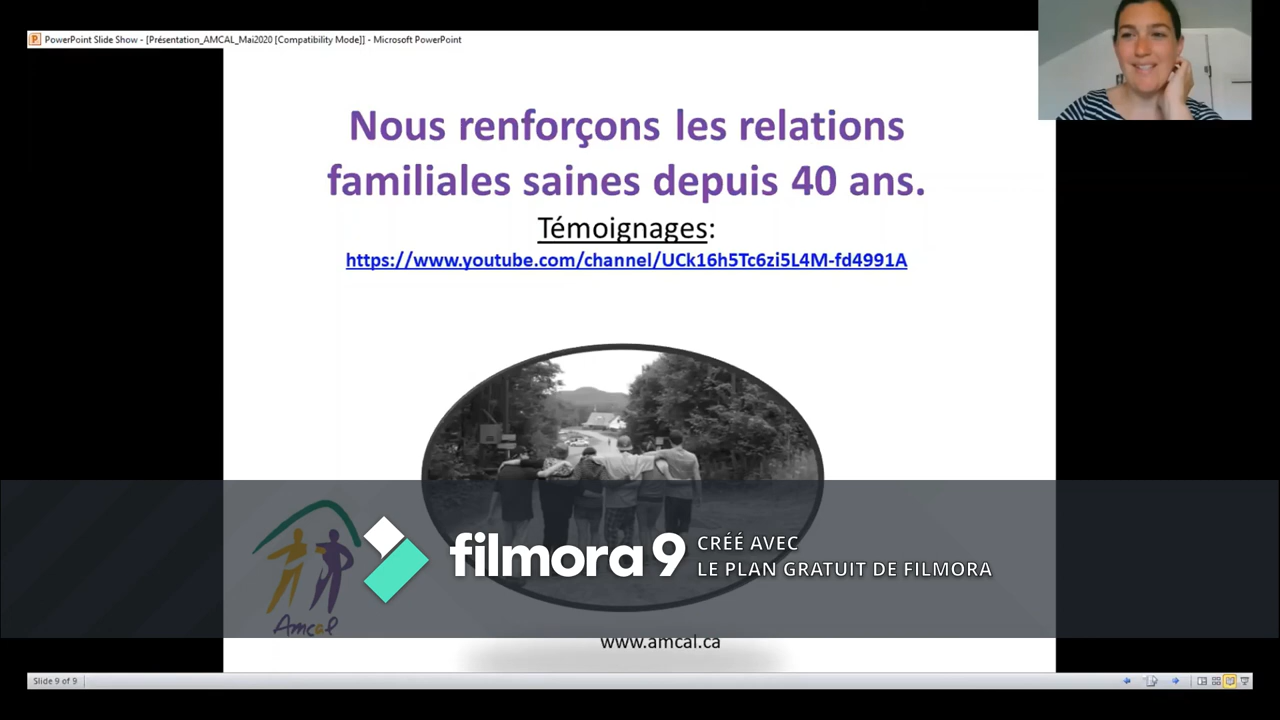 PowerPoint Slide Show - [Présentation_AMCAL_Mai2020 [Compatibility Mode]] - Microsoft PowerPoint
Nous renforçons les relations
familiales saines depuis 40 ans.
Témoignages:
https://www.youtube.com/channel/UCk16h5Tc6zi5L4M-fd4991A
filmora 9
CRÉÉ AVEC
LE PLAN GRATUIT DE FILMORA
Amcal
www.amcal.ca
Slide 9 of 9